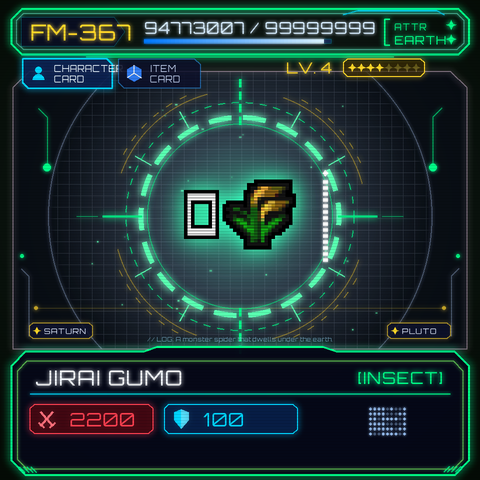 FM-367
94773007 / 99999999
ATTR
EARTH
CHARACTER
CARD
ITEM
CARD
LV.4
SATURN
PLUTO
// LOG: A monster spider that dwells under the earth
JIRAI GUMO
[INSECT]
2200
100